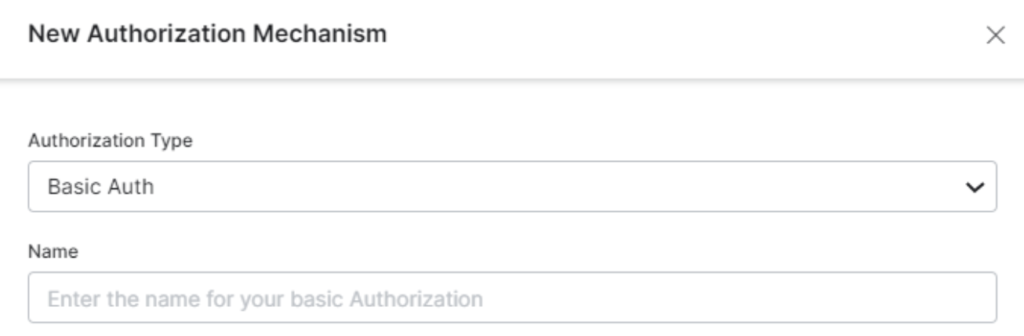 New Authorization Mechanism
Authorization Type
Basic Auth
Name
Enter the name for your basic Authorization